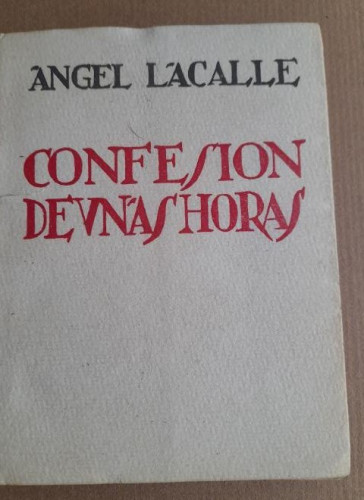 ANGEL LACALLE
CONFESION
DE VNAS HORAS